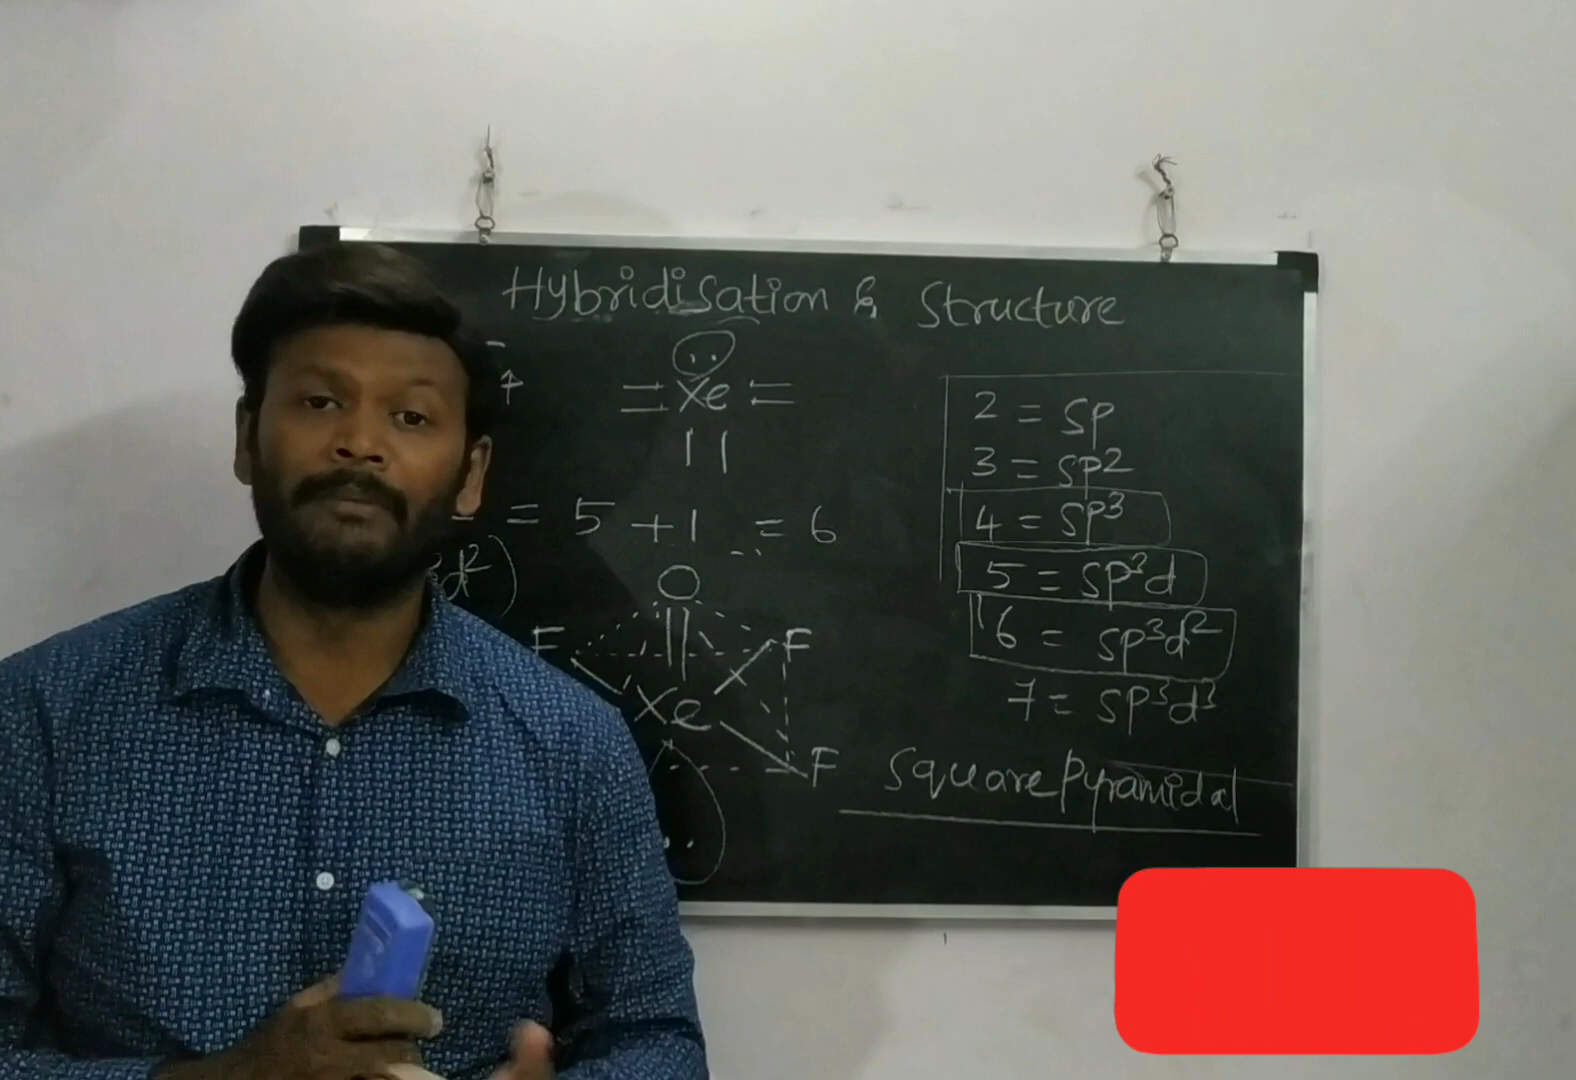 Hybridisation & Structure
Xe
= 5 + 1 = 6
d²)
O
F F
Xe
F
2 = sp
3 = sp2
4 = sp³
5 = sp³d
6 = sp³d²
7 = sp³d³
Square pyramidal